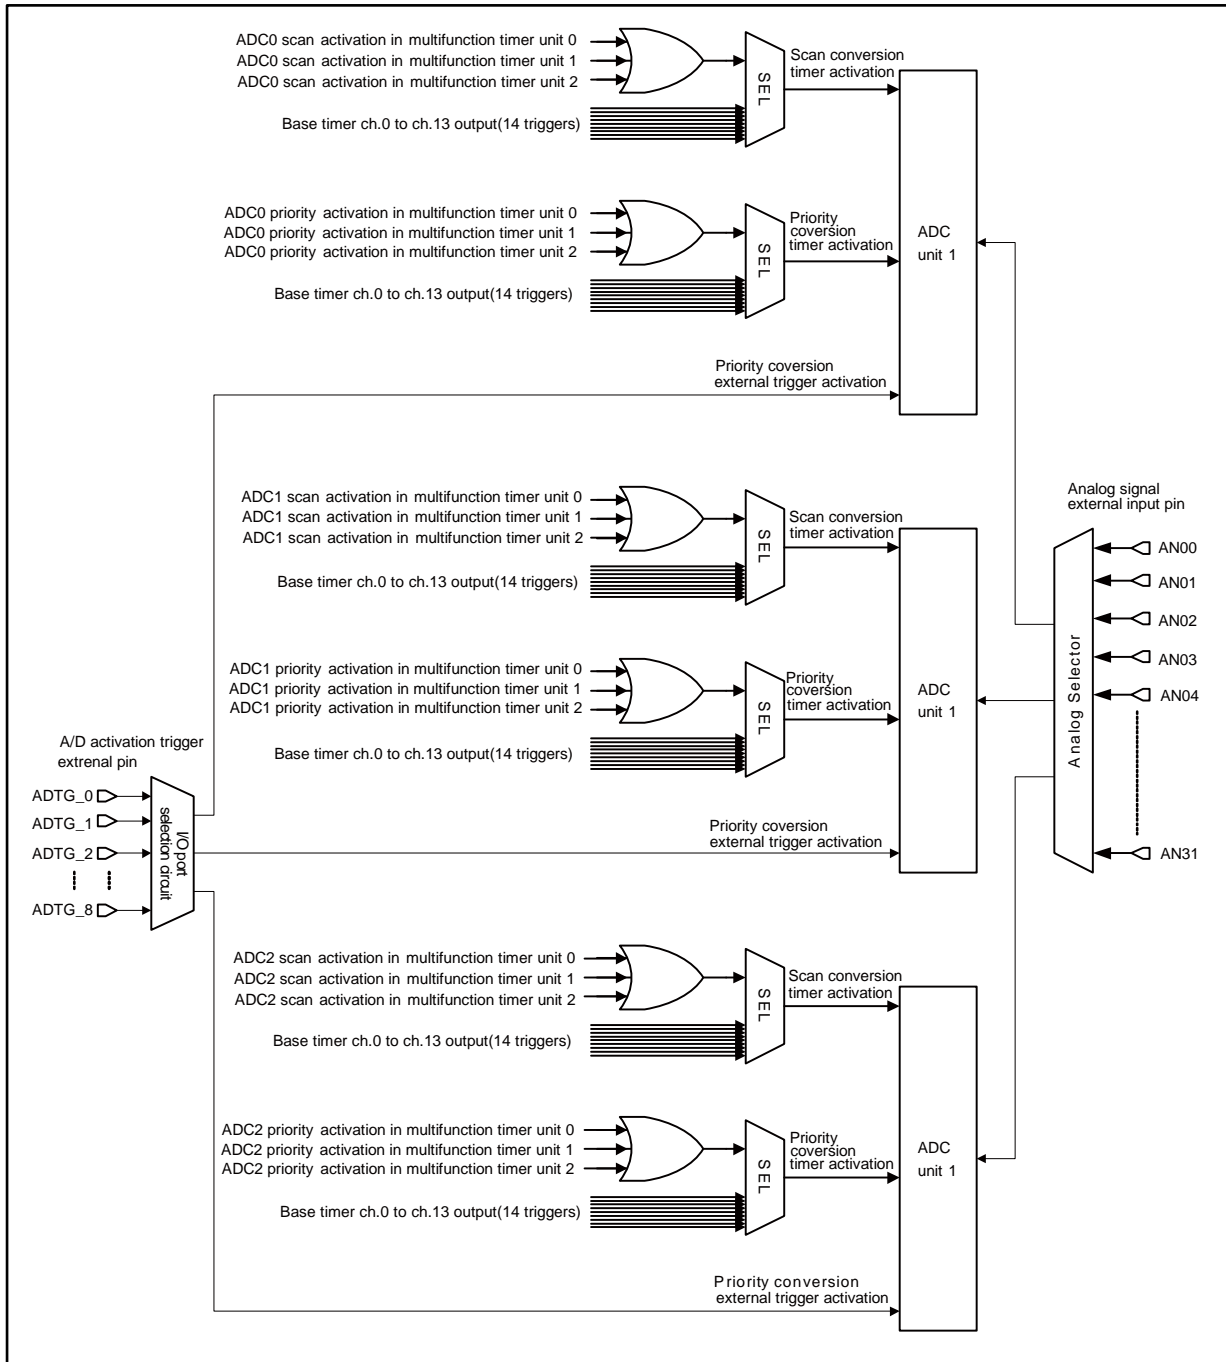 ADC0 scan activation in multifunction timer unit 0
ADC0 scan activation in multifunction timer unit 1
ADC0 scan activation in multifunction timer unit 2
Base timer ch.0 to ch.13 output(14 triggers)
SEL
Scan conversion
timer activation
ADC0 priority activation in multifunction timer unit 0
ADC0 priority activation in multifunction timer unit 1
ADC0 priority activation in multifunction timer unit 2
Base timer ch.0 to ch.13 output(14 triggers)
SEL
Priority
coversion
timer activation
ADC
unit 1
Priority coversion
external trigger activation
ADC1 scan activation in multifunction timer unit 0
ADC1 scan activation in multifunction timer unit 1
ADC1 scan activation in multifunction timer unit 2
Base timer ch.0 to ch.13 output(14 triggers)
SEL
Scan conversion
timer activation
ADC1 priority activation in multifunction timer unit 0
ADC1 priority activation in multifunction timer unit 1
ADC1 priority activation in multifunction timer unit 2
Base timer ch.0 to ch.13 output(14 triggers)
SEL
Priority
coversion
timer activation
ADC
unit 1
Priority coversion
external trigger activation
Analog signal
external input pin
Analog Selector
AN00
AN01
AN02
AN03
AN04
AN31
A/D activation trigger
extrenal pin
ADTG_0
ADTG_1
ADTG_2
ADTG_8
I/O port
selection circuit
ADC2 scan activation in multifunction timer unit 0
ADC2 scan activation in multifunction timer unit 1
ADC2 scan activation in multifunction timer unit 2
Base timer ch.0 to ch.13 output(14 triggers)
SEL
Scan conversion
timer activation
ADC2 priority activation in multifunction timer unit 0
ADC2 priority activation in multifunction timer unit 1
ADC2 priority activation in multifunction timer unit 2
Base timer ch.0 to ch.13 output(14 triggers)
SEL
Priority
coversion
timer activation
ADC
unit 1
Priority conversion
external trigger activation